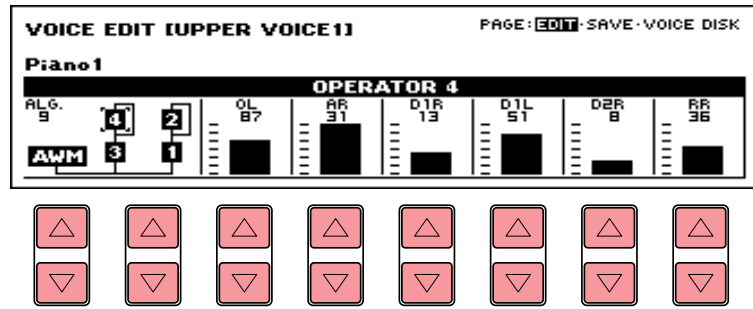 VOICE EDIT [UPPER VOICE1]
PAGE:EDIT·SAVE·VOICE DISK
Piano1
OPERATOR 4
ALG. OL AR D1R D1L D2R RR
9 87 31 13 51 8 36
4 2
AWM 3 1